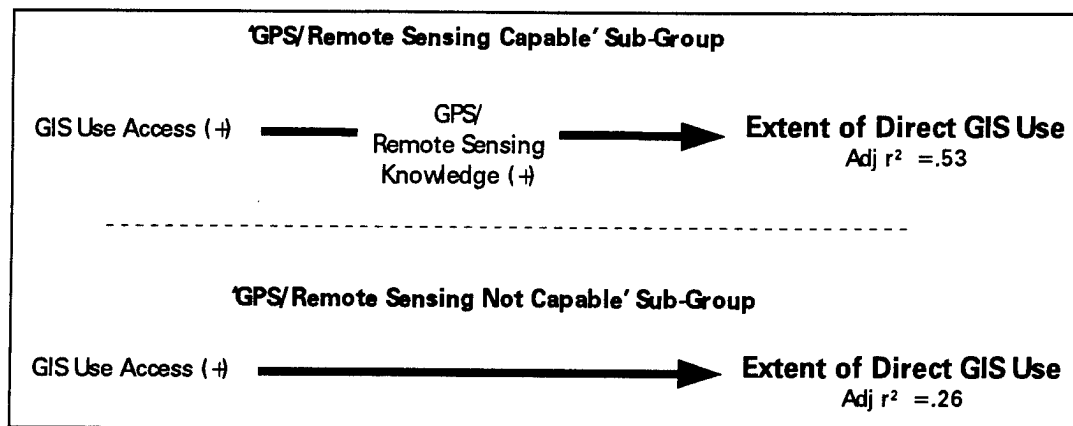 'GPS/Remote Sensing Capable' Sub-Group
GIS Use Access (+)
GPS/
Remote Sensing
Knowledge (+)
Extent of Direct GIS Use
Adj r² =.53
'GPS/Remote Sensing Not Capable' Sub-Group
GIS Use Access (+)
Extent of Direct GIS Use
Adj r² =.26